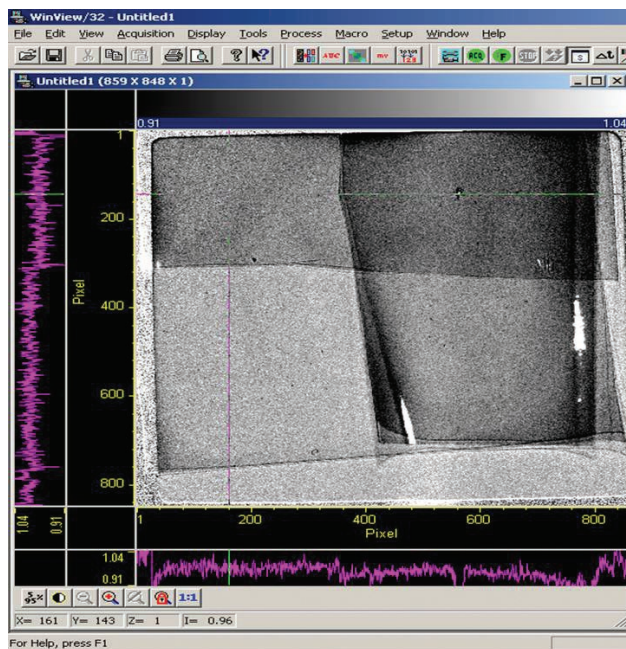 WinView/32 - Untitled1
File Edit View Acquisition Display Tools Process Macro Setup Window Help
Untitled1 (859 X 848 X 1)
0.91 1.04
1
200
400
600
800
Pixel
1.04 0.91
1 200 400 600 800
Pixel
1.04
0.91
5 95% 1:1
X= 161 Y= 143 Z= 1 I= 0.96
For Help, press F1